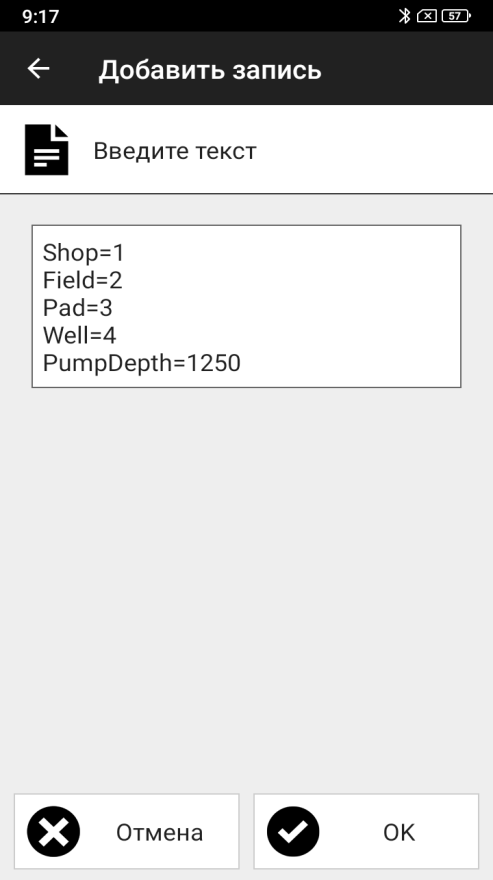 9:17
57
Добавить запись
Введите текст
Shop=1
Field=2
Pad=3
Well=4
PumpDepth=1250
Отмена
OK